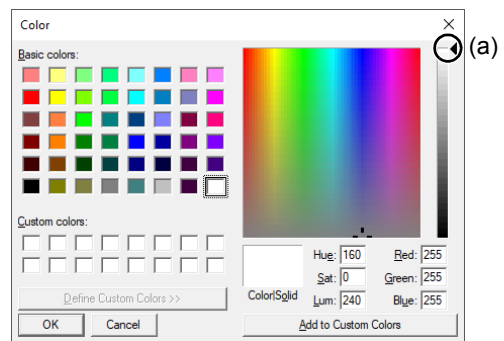 Color
(a)
Basic colors:
Custom colors:
Define Custom Colors >>
OK Cancel
Color|Solid
Hue: 160 Red: 255
Sat: 0 Green: 255
Lum: 240 Blue: 255
Add to Custom Colors